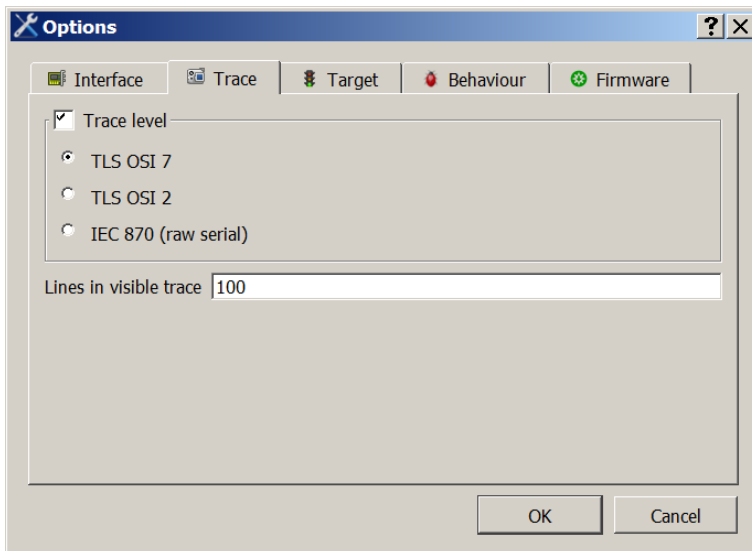 Options
Interface Trace Target Behaviour Firmware
Trace level
TLS OSI 7
TLS OSI 2
IEC 870 (raw serial)
Lines in visible trace 100
OK Cancel